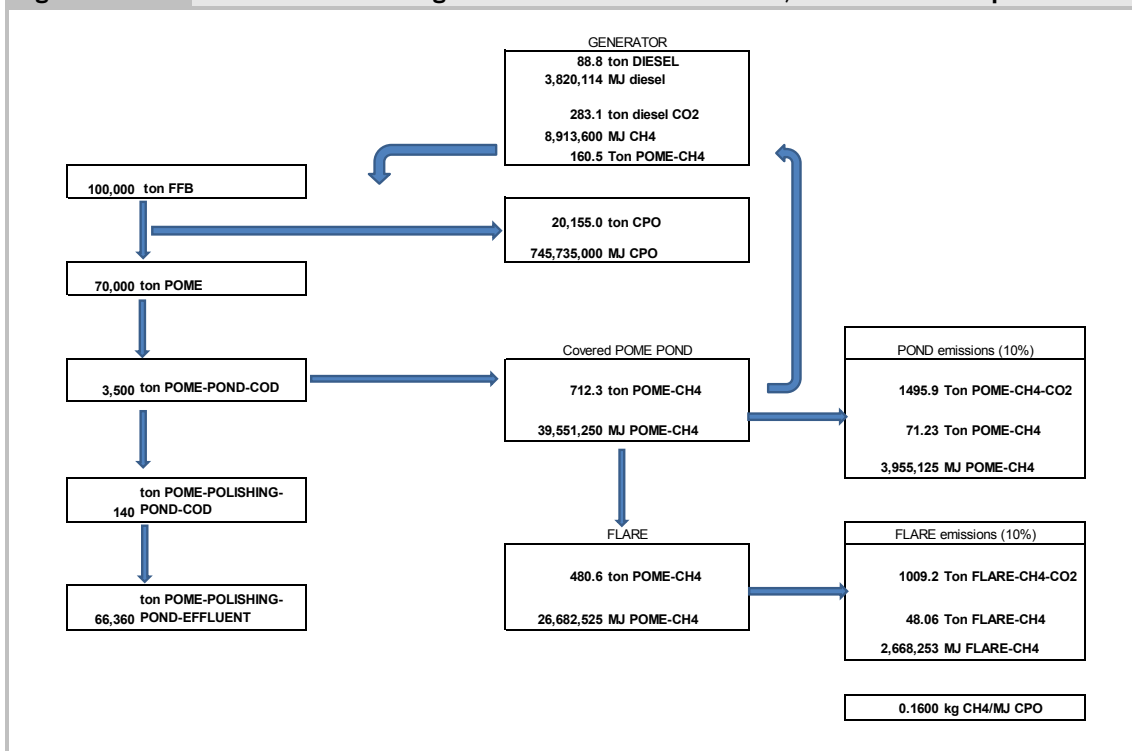 GENERATOR
88.8 ton DIESEL
3,820,114 MJ diesel
283.1 ton diesel CO2
8,913,600 MJ CH4
160.5 Ton POME-CH4
100,000 ton FFB
20,155.0 ton CPO
745,735,000 MJ CPO
70,000 ton POME
3,500 ton POME-POND-COD
Covered POME POND
712.3 ton POME-CH4
39,551,250 MJ POME-CH4
POND emissions (10%)
1495.9 Ton POME-CH4-CO2
71.23 Ton POME-CH4
3,955,125 MJ POME-CH4
ton POME-POLISHING-
140 POND-COD
FLARE
480.6 ton POME-CH4
26,682,525 MJ POME-CH4
FLARE emissions (10%)
1009.2 Ton FLARE-CH4-CO2
48.06 Ton FLARE-CH4
2,668,253 MJ FLARE-CH4
ton POME-POLISHING-
66,360 POND-EFFLUENT
0.1600 kg CH4/MJ CPO